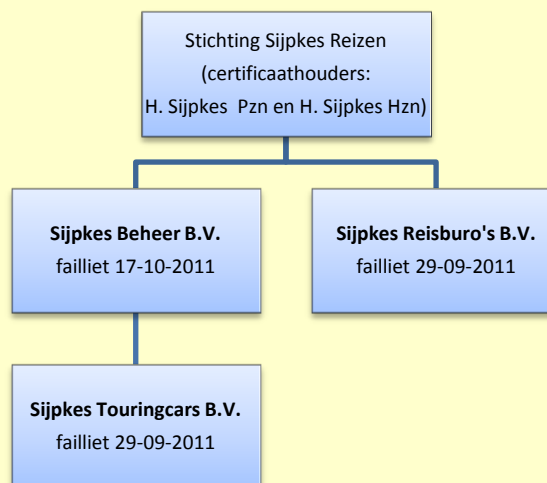 Stichting Sijpkes Reizen
(certificaathouders:
H. Sijpkes  Pzn en H. Sijpkes Hzn)
Sijpkes Beheer B.V.
failliet 17-10-2011
Sijpkes Reisburo's B.V.
failliet 29-09-2011
Sijpkes Touringcars B.V.
failliet 29-09-2011